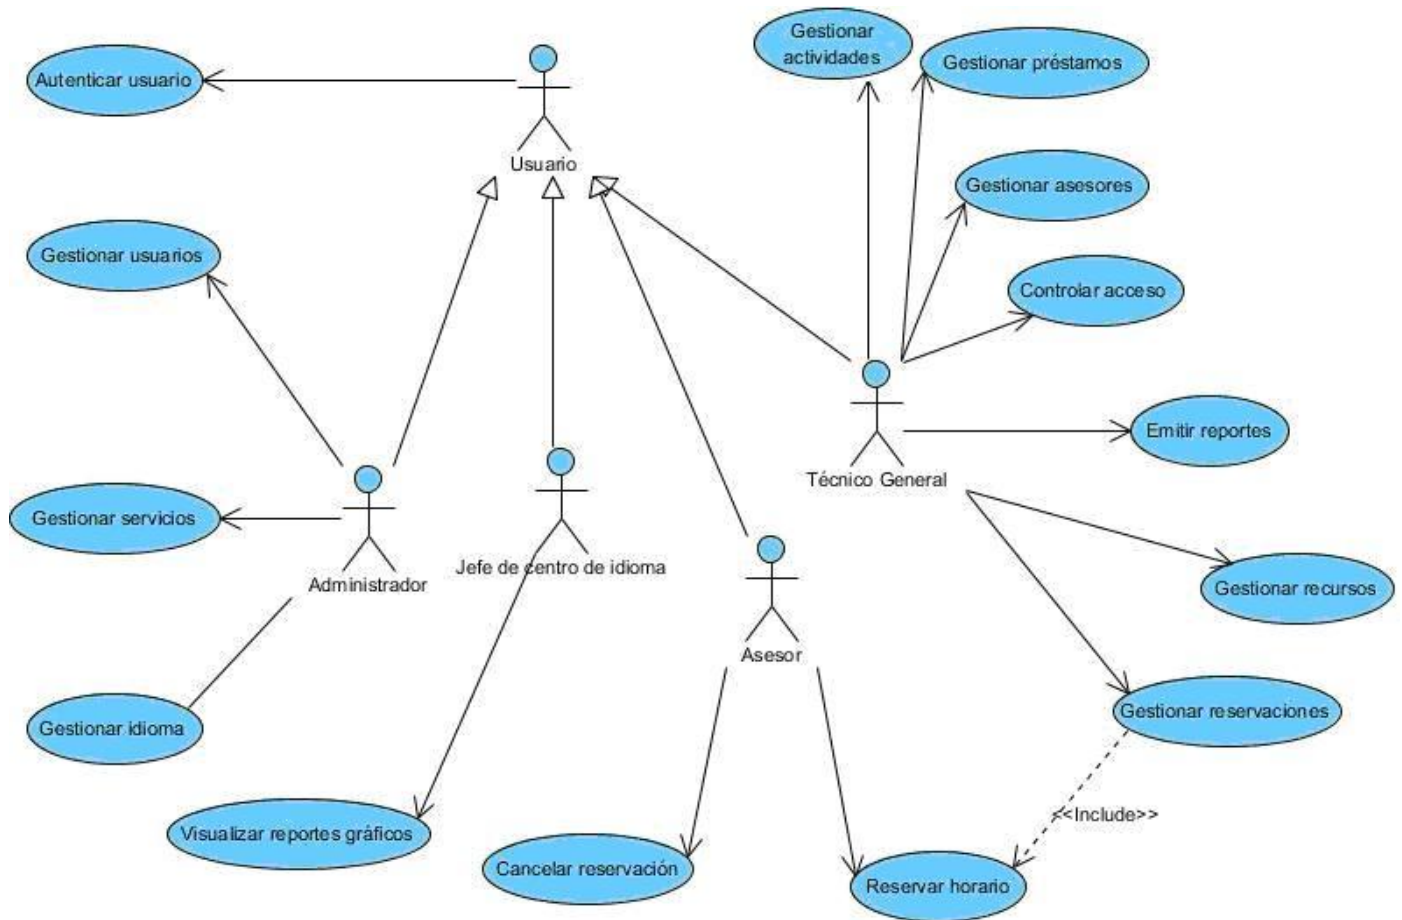 Gestionar
actividades
Gestionar préstamos
Autenticar usuario
Usuario
Gestionar asesores
Gestionar usuarios
Controlar acceso
Emitir reportes
Técnico General
Gestionar servicios
Jefe de centro de idioma
Administrador
Gestionar recursos
Asesor
Gestionar reservaciones
Gestionar idioma
<<Include>>
Visualizar reportes gráficos
Cancelar reservación
Reservar horario